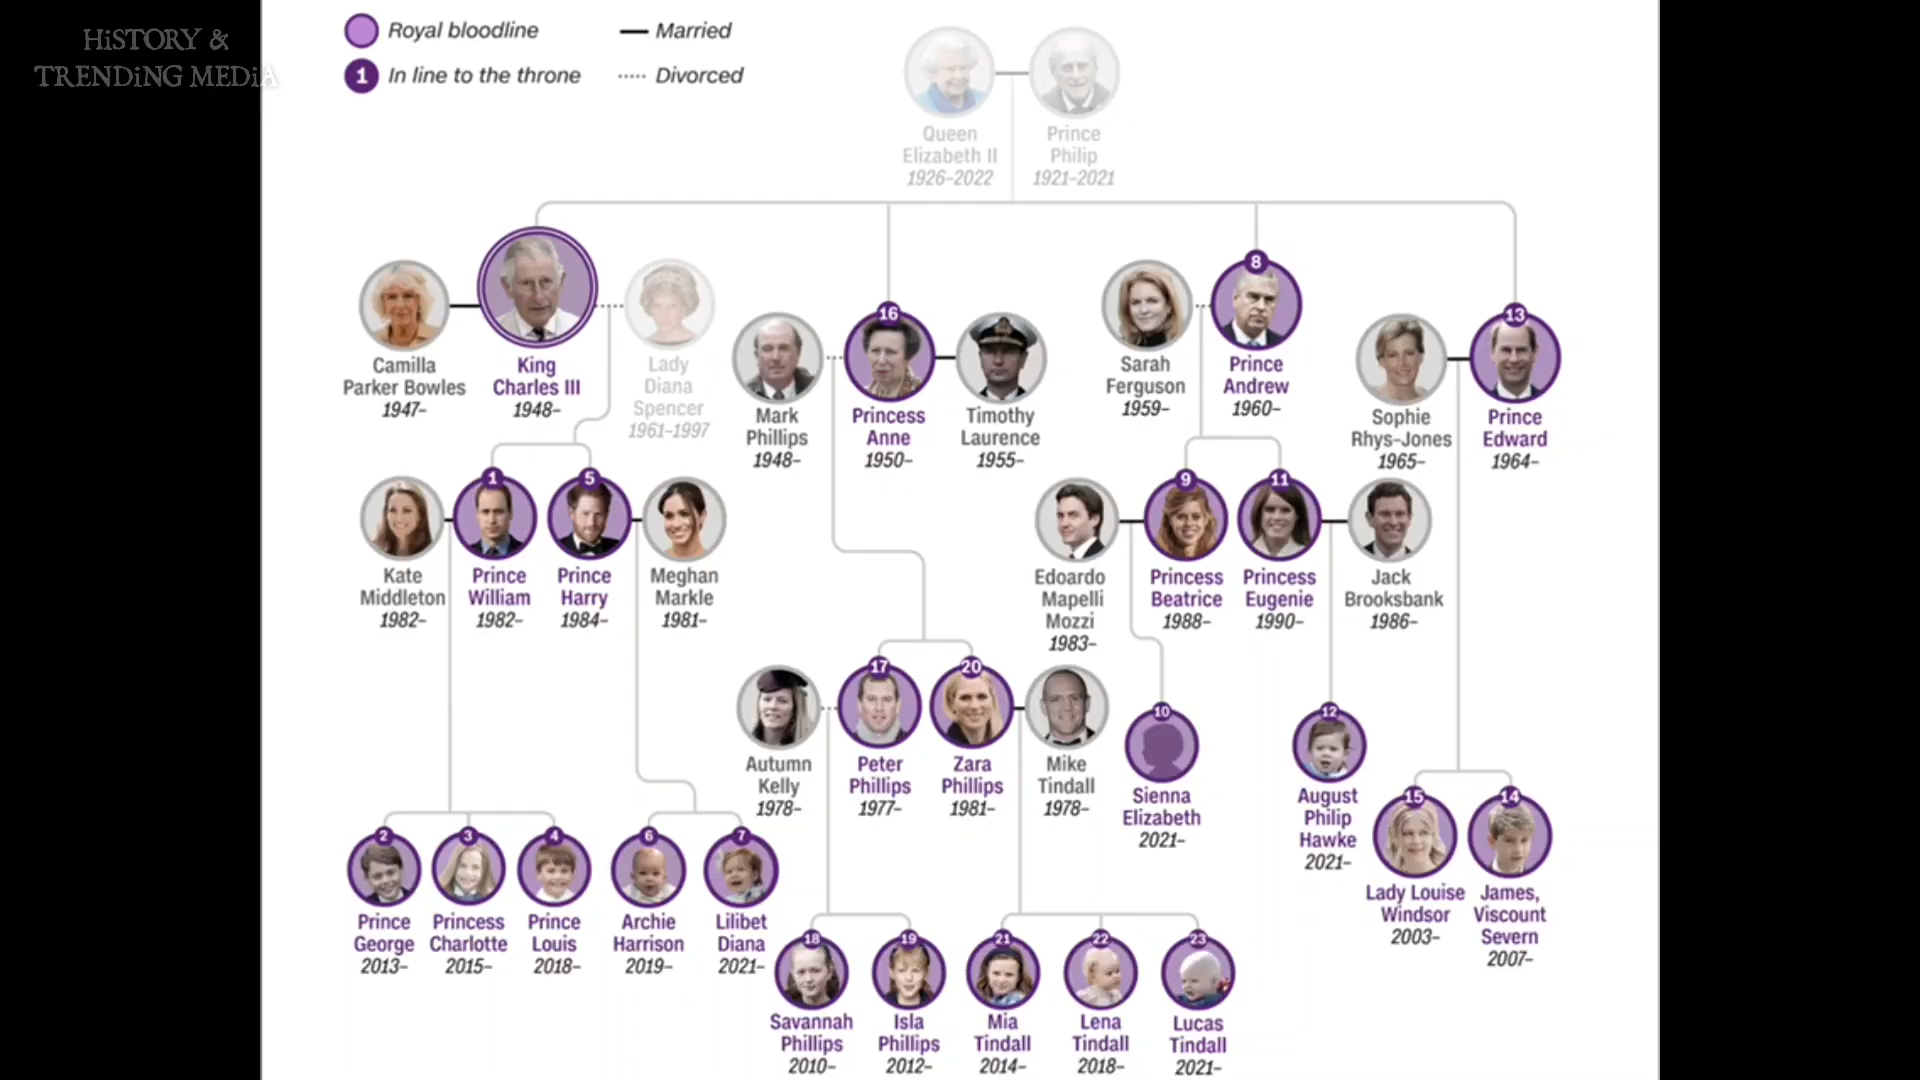 HiSTORY &
TRENDiNG MEDiA
Royal bloodline
Married
1 In line to the throne
Divorced
Queen
Elizabeth II
1926–2022
Prince
Philip
1921–2021
Camilla
Parker Bowles
1947–
King
Charles III
1948–
Lady
Diana
Spencer
1961–1997
Mark
Phillips
1948–
16
Princess
Anne
1950–
Timothy
Laurence
1955–
Sarah
Ferguson
1959–
8
Prince
Andrew
1960–
Sophie
Rhys-Jones
1965–
13
Prince
Edward
1964–
Kate
Middleton
1982–
1
Prince
William
1982–
5
Prince
Harry
1984–
Meghan
Markle
1981–
Edoardo
Mapelli
Mozzi
1983–
9
Princess
Beatrice
1988–
11
Princess
Eugenie
1990–
Jack
Brooksbank
1986–
Autumn
Kelly
1978–
17
Peter
Phillips
1977–
20
Zara
Phillips
1981–
Mike
Tindall
1978–
10
Sienna
Elizabeth
2021–
12
August
Philip
Hawke
2021–
15
Lady Louise
Windsor
2003–
14
James,
Viscount
Severn
2007–
2
Prince
George
2013–
3
Princess
Charlotte
2015–
4
Prince
Louis
2018–
6
Archie
Harrison
2019–
7
Lilibet
Diana
2021–
18
Savannah
Phillips
2010–
19
Isla
Phillips
2012–
21
Mia
Tindall
2014–
22
Lena
Tindall
2018–
23
Lucas
Tindall
2021–